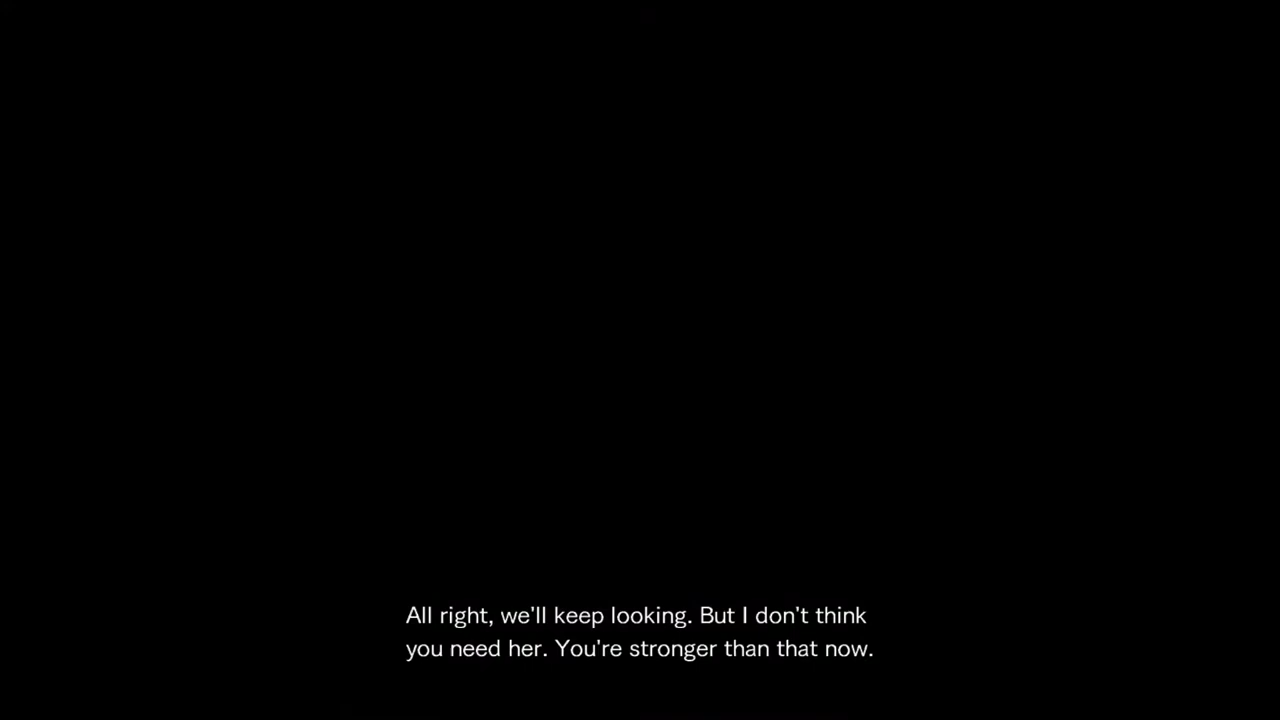 All right, we'll keep looking. But I don't think
you need her. You're stronger than that now.